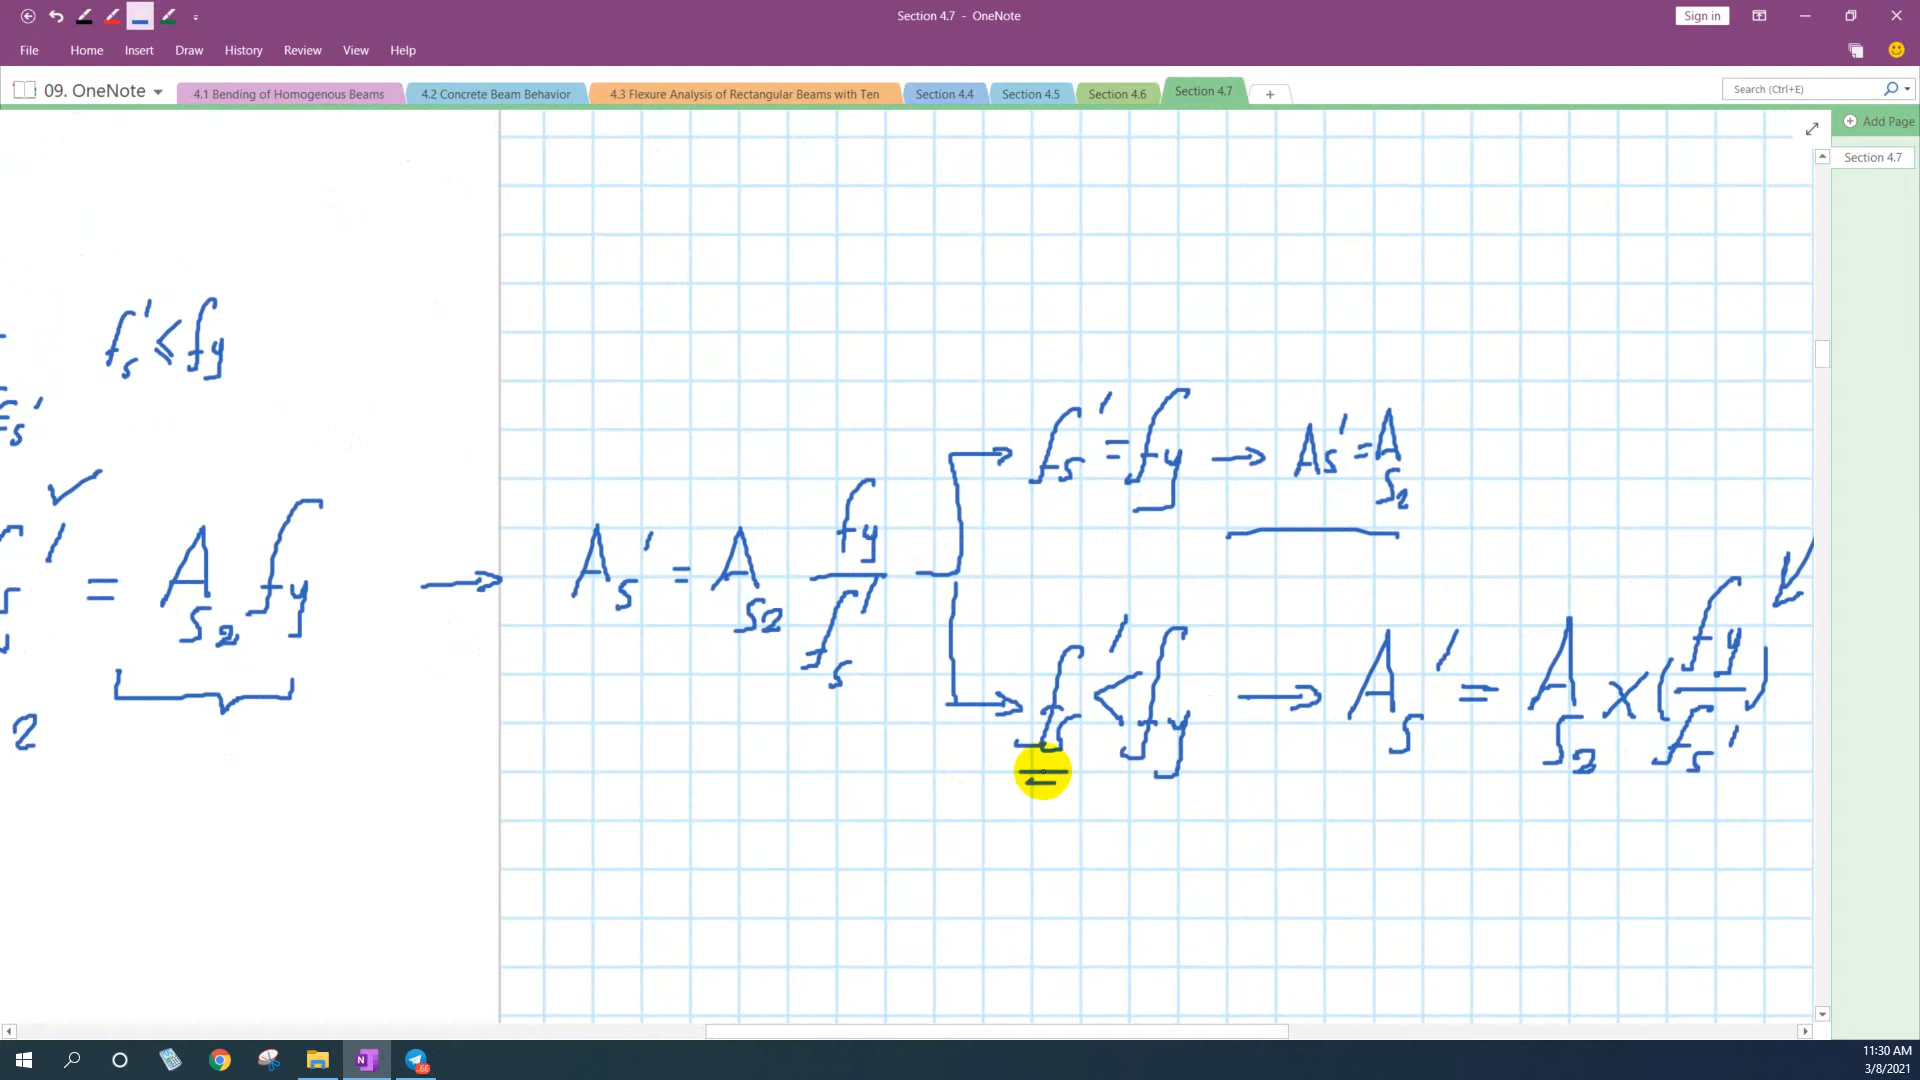 Section 4.7 - OneNote
Sign in
File Home Insert Draw History Review View Help
09. OneNote
4.1 Bending of Homogenous Beams
4.2 Concrete Beam Behavior
4.3 Flexure Analysis of Rectangular Beams with Ten
Section 4.4
Section 4.5
Section 4.6
Section 4.7
Search (Ctrl+E)
Add Page
Section 4.7
fs' ≤ fy
fs'
' = As2 fy →
2
As' = As2 fy/fs'
→ fs' = fy → As' = As2
→ fs' < fy → As' = As2 × (fy/fs')
66
11:30 AM
3/8/2021